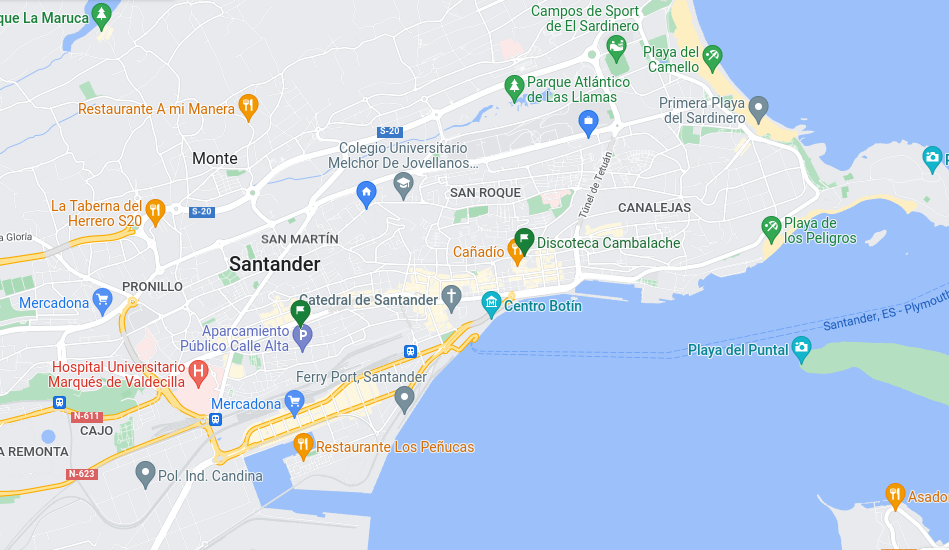 que La Maruca
Campos de Sport
de El Sardinero
Playa del
Camello
Parque Atlántico
de Las Llamas
Restaurante A mi Manera
Primera Playa
del Sardinero
S-20
Colegio Universitario
Melchor De Jovellanos...
Monte
Túnel de Tetuán
SAN ROQUE
CANALEJAS
La Taberna del
Herrero S20
S-20
Playa de
los Peligros
a Gloria
SAN MARTÍN
Discoteca Cambalache
Cañadío
Santander
PRONILLO
Mercadona
Catedral de Santander
Centro Botín
Santander, ES - Plymouth
Aparcamiento
Público Calle Alta
Playa del Puntal
Hospital Universitario
Marqués de Valdecilla
Ferry Port, Santander
Mercadona
N-611
CAJO
A REMONTA
Restaurante Los Peñucas
N-623
Pol. Ind. Candina
Asado